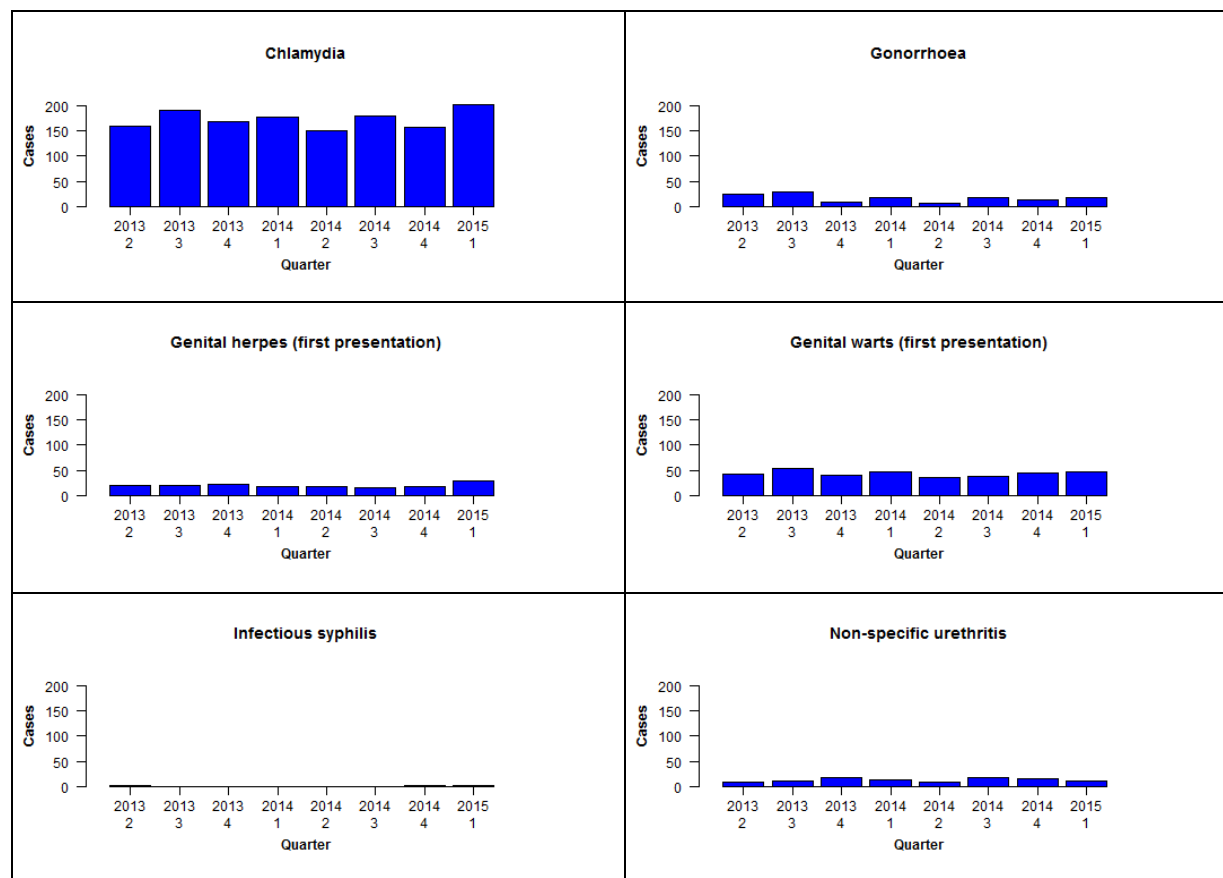 Chlamydia
Cases
200
150
100
50
0
2013 2013 2013 2014 2014 2014 2014 2015
2 3 4 1 2 3 4 1
Quarter
Gonorrhoea
Cases
200
150
100
50
0
2013 2013 2013 2014 2014 2014 2014 2015
2 3 4 1 2 3 4 1
Quarter
Genital herpes (first presentation)
Cases
200
150
100
50
0
2013 2013 2013 2014 2014 2014 2014 2015
2 3 4 1 2 3 4 1
Quarter
Genital warts (first presentation)
Cases
200
150
100
50
0
2013 2013 2013 2014 2014 2014 2014 2015
2 3 4 1 2 3 4 1
Quarter
Infectious syphilis
Cases
200
150
100
50
0
2013 2013 2013 2014 2014 2014 2014 2015
2 3 4 1 2 3 4 1
Quarter
Non-specific urethritis
Cases
200
150
100
50
0
2013 2013 2013 2014 2014 2014 2014 2015
2 3 4 1 2 3 4 1
Quarter